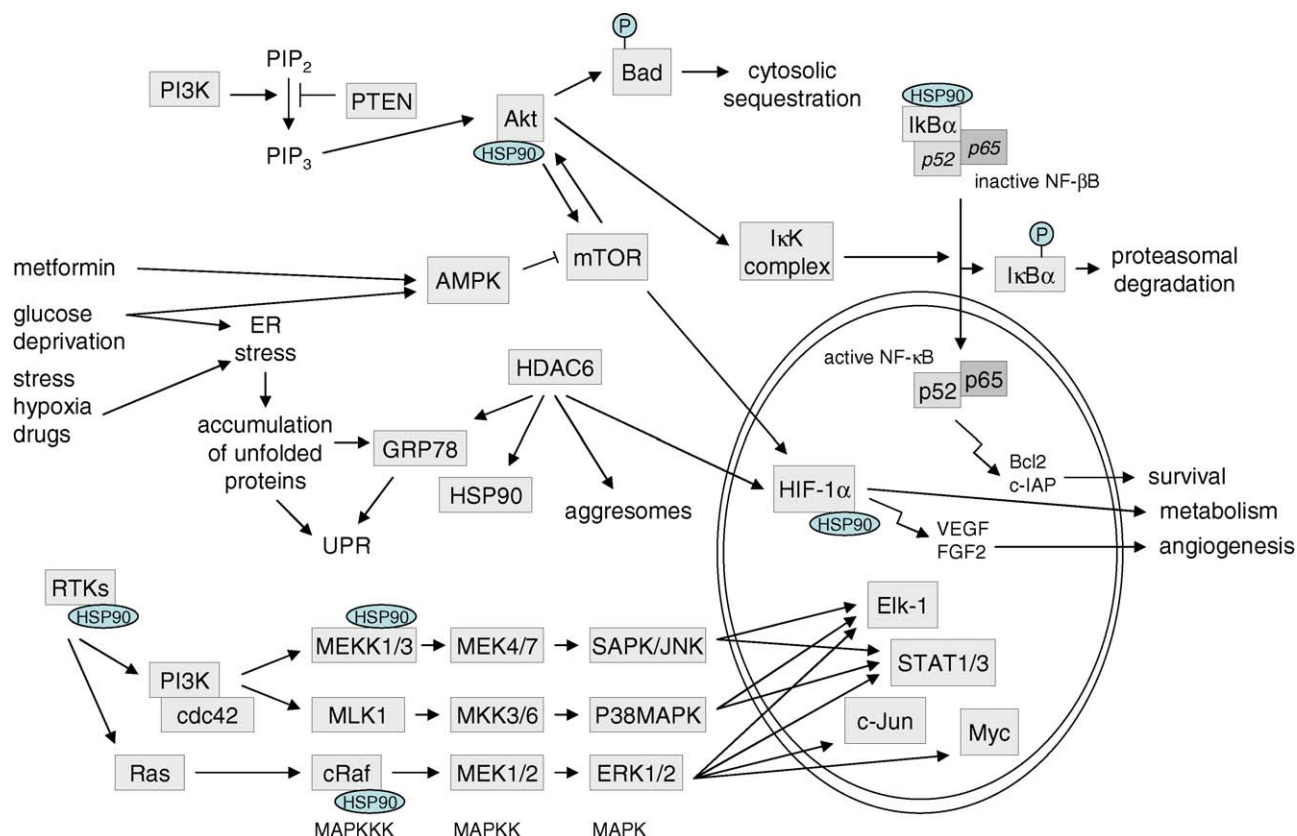 PIP2
PI3K
PTEN
PIP3
P
Bad
cytosolic
sequestration
Akt
HSP90
HSP90
IkBα
p52
p65
inactive NF-βB
metformin
AMPK
mTOR
IκK
complex
P
IκBα
proteasomal
degradation
glucose
deprivation
ER
stress
stress
hypoxia
drugs
HDAC6
active NF-κB
p52
p65
accumulation
of unfolded
proteins
GRP78
HSP90
aggresomes
UPR
HIF-1α
HSP90
Bcl2
c-IAP
survival
metabolism
VEGF
FGF2
angiogenesis
RTKs
HSP90
HSP90
MEKK1/3
MEK4/7
SAPK/JNK
Elk-1
STAT1/3
PI3K
cdc42
MLK1
MKK3/6
P38MAPK
c-Jun
Myc
Ras
cRaf
HSP90
MEK1/2
ERK1/2
MAPKKK
MAPKK
MAPK